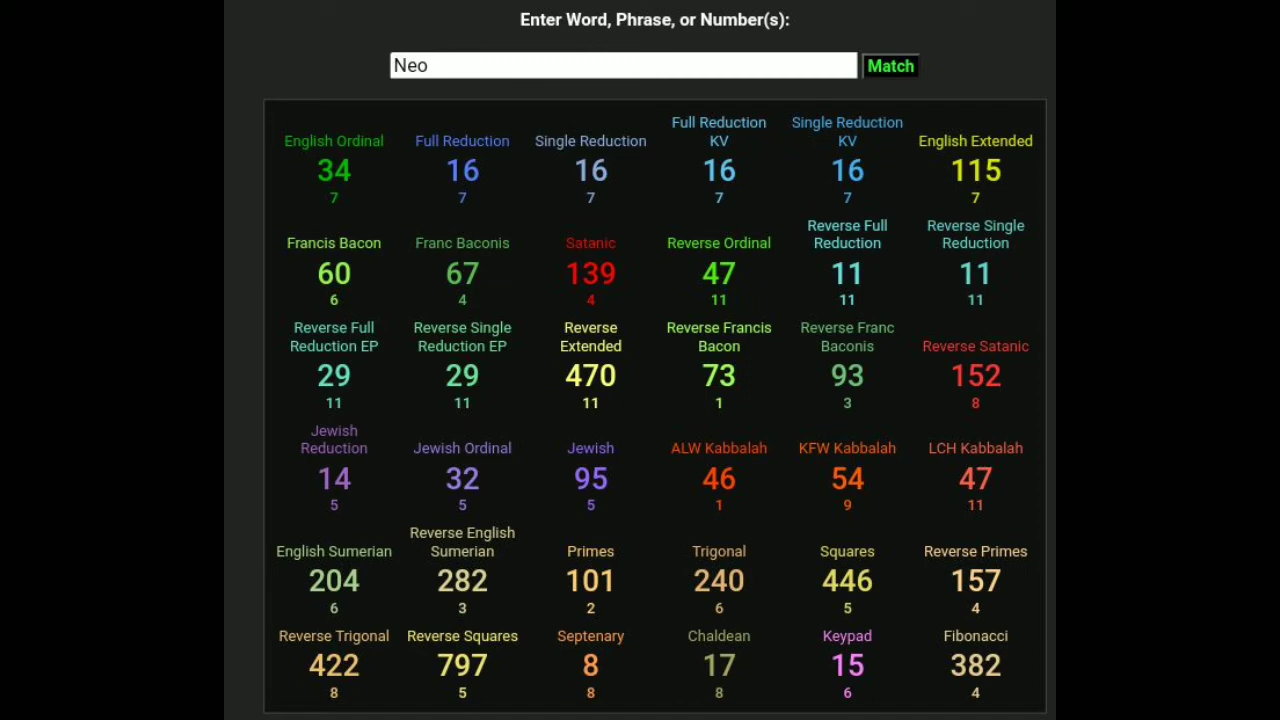 Enter Word, Phrase, or Number(s):
Neo Match
English Ordinal Full Reduction Single Reduction Full Reduction KV Single Reduction KV English Extended
34 16 16 16 16 115
7 7 7 7 7 7
Francis Bacon Franc Baconis Satanic Reverse Ordinal Reverse Full Reduction Reverse Single Reduction
60 67 139 47 11 11
6 4 4 11 11 11
Reverse Full Reduction EP Reverse Single Reduction EP Reverse Extended Reverse Francis Bacon Reverse Franc Baconis Reverse Satanic
29 29 470 73 93 152
11 11 11 1 3 8
Jewish Reduction Jewish Ordinal Jewish ALW Kabbalah KFW Kabbalah LCH Kabbalah
14 32 95 46 54 47
5 5 5 1 9 11
English Sumerian Reverse English Sumerian Primes Trigonal Squares Reverse Primes
204 282 101 240 446 157
6 3 2 6 5 4
Reverse Trigonal Reverse Squares Septenary Chaldean Keypad Fibonacci
422 797 8 17 15 382
8 5 8 8 6 4